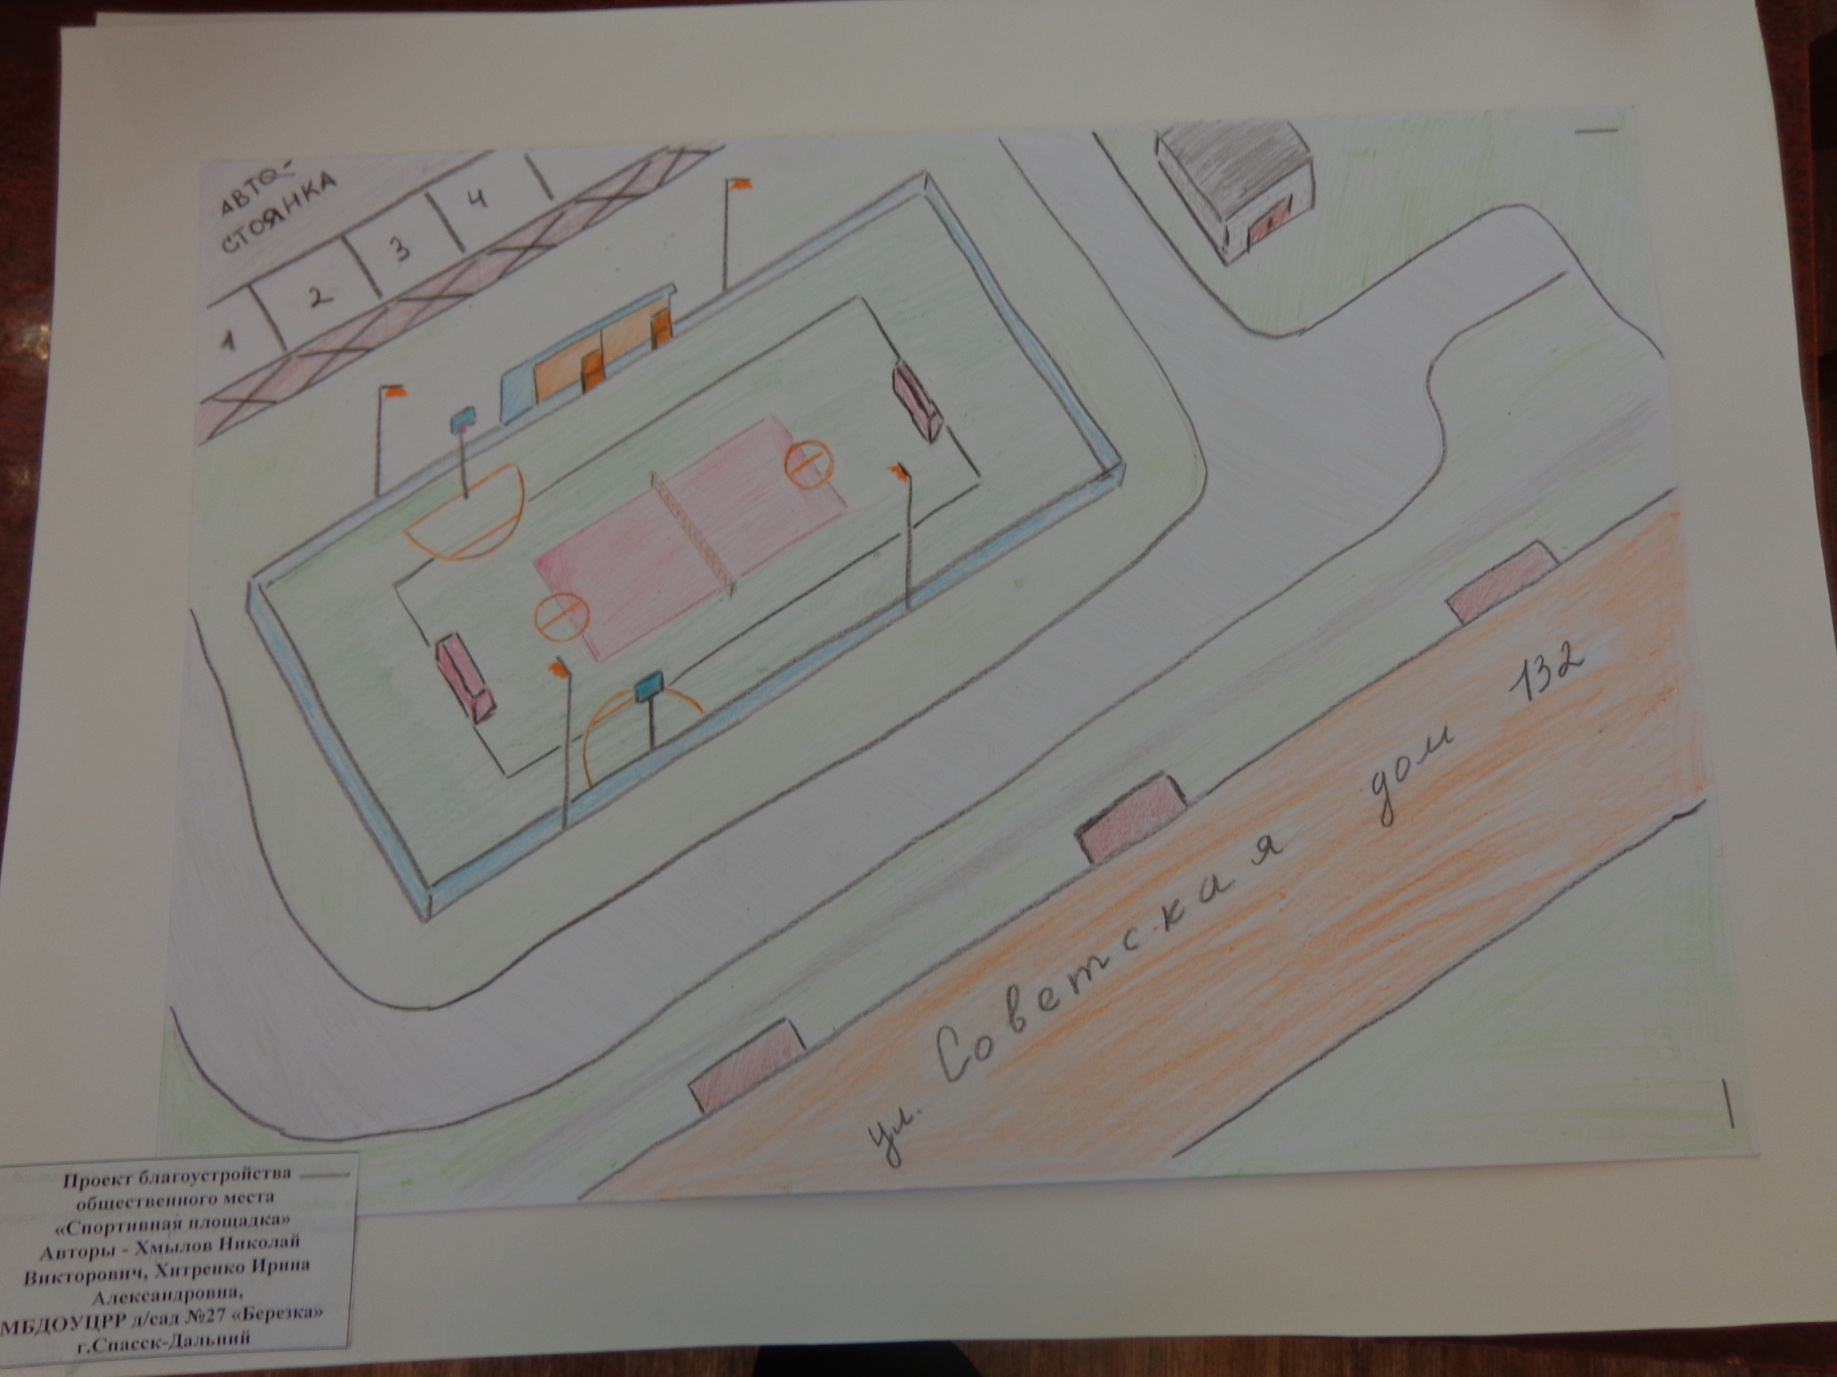 АВТО-
СТОЯНКА
1 2 3 4
ул. Советская дом 132
Проект благоустройства
общественного места
«Спортивная площадка»
Авторы - Хмылов Николай
Викторович, Хитренко Ирина
Александровна,
МБДОУЦРР д/сад №27 «Березка»
г.Спасск-Дальний